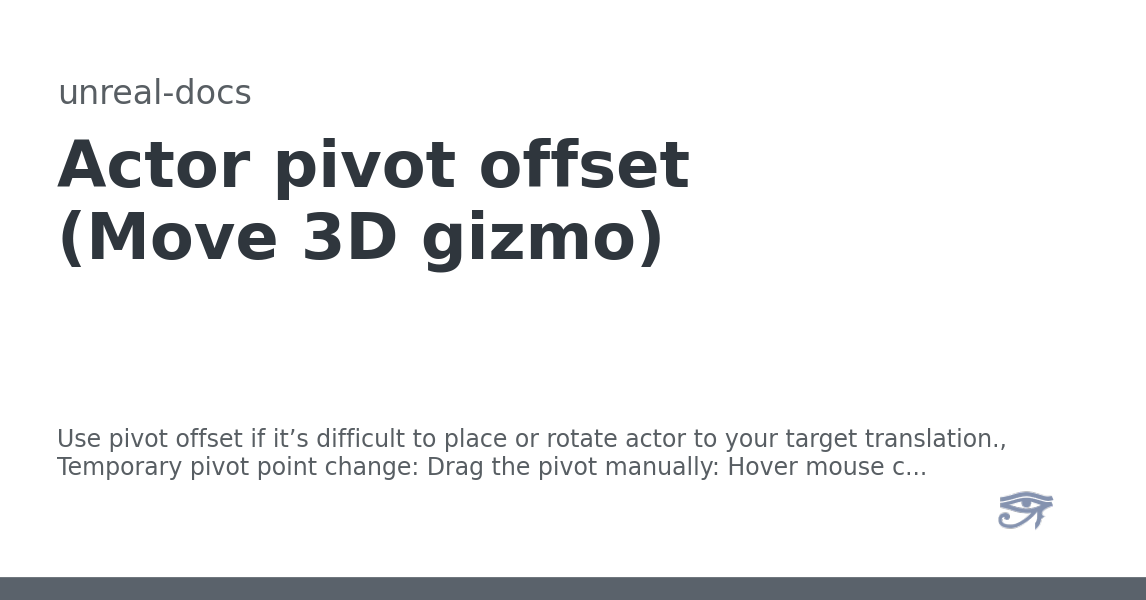 unreal-docs
Actor pivot offset
(Move 3D gizmo)
Use pivot offset if it’s difficult to place or rotate actor to your target translation.,
Temporary pivot point change: Drag the pivot manually: Hover mouse c...